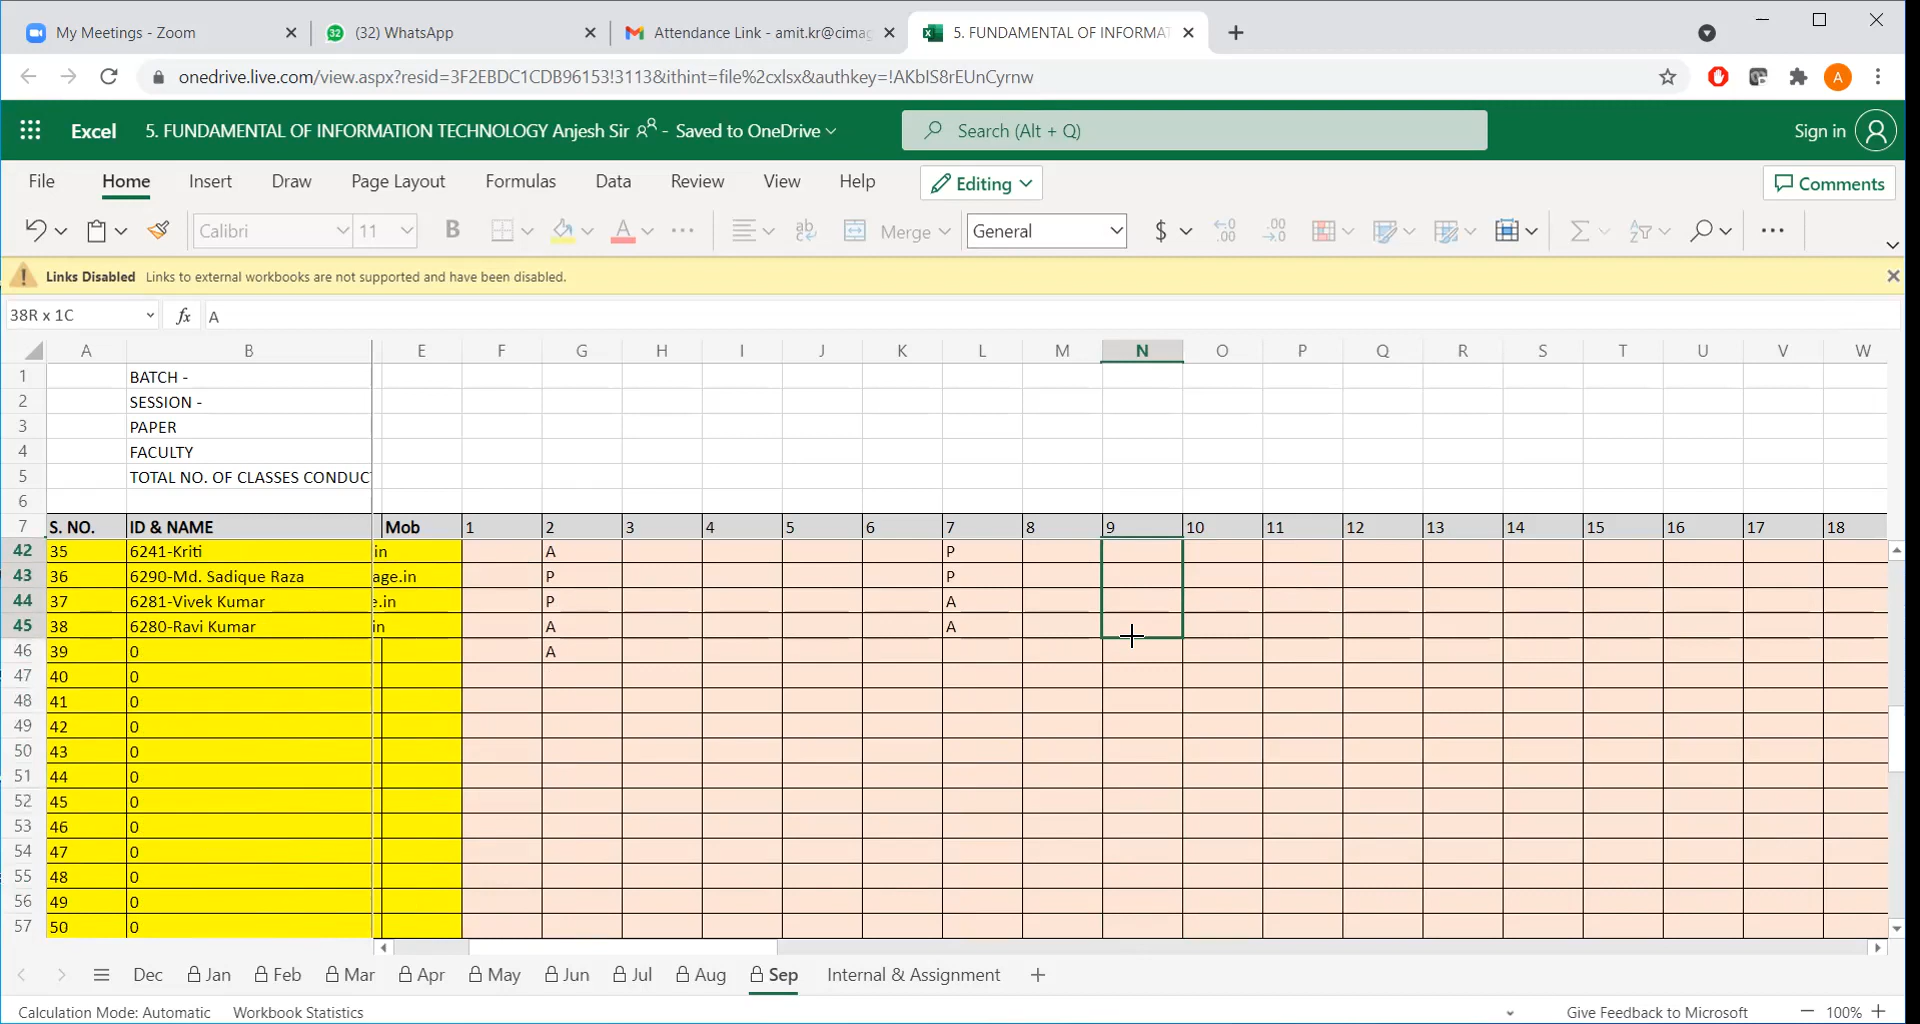 My Meetings - Zoom
(32) WhatsApp
Attendance Link - amit.kr@cimag
5. FUNDAMENTAL OF INFORMAT
onedrive.live.com/view.aspx?resid=3F2EBDC1CDB96153!3113&ithint=file%2cxlsx&authkey=!AKbIS8rEUnCyrnw
A
Excel 5. FUNDAMENTAL OF INFORMATION TECHNOLOGY Anjesh Sir - Saved to OneDrive
Search (Alt + Q)
Sign in
File Home Insert Draw Page Layout Formulas Data Review View Help Editing Comments
Calibri 11 B A ab Merge General $ .00 .00
Links Disabled Links to external workbooks are not supported and have been disabled.
38R x 1C fx A
A B E F G H I J K L M N O P Q R S T U V W
1 BATCH -
2 SESSION -
3 PAPER
4 FACULTY
5 TOTAL NO. OF CLASSES CONDUC
6
7 S. NO. ID & NAME Mob 1 2 3 4 5 6 7 8 9 10 11 12 13 14 15 16 17 18
42 35 6241-Kriti in A P
43 36 6290-Md. Sadique Raza age.in P P
44 37 6281-Vivek Kumar e.in P A
45 38 6280-Ravi Kumar in A A
46 39 0 A
47 40 0
48 41 0
49 42 0
50 43 0
51 44 0
52 45 0
53 46 0
54 47 0
55 48 0
56 49 0
57 50 0
Dec Jan Feb Mar Apr May Jun Jul Aug Sep Internal & Assignment
Calculation Mode: Automatic Workbook Statistics Give Feedback to Microsoft 100%